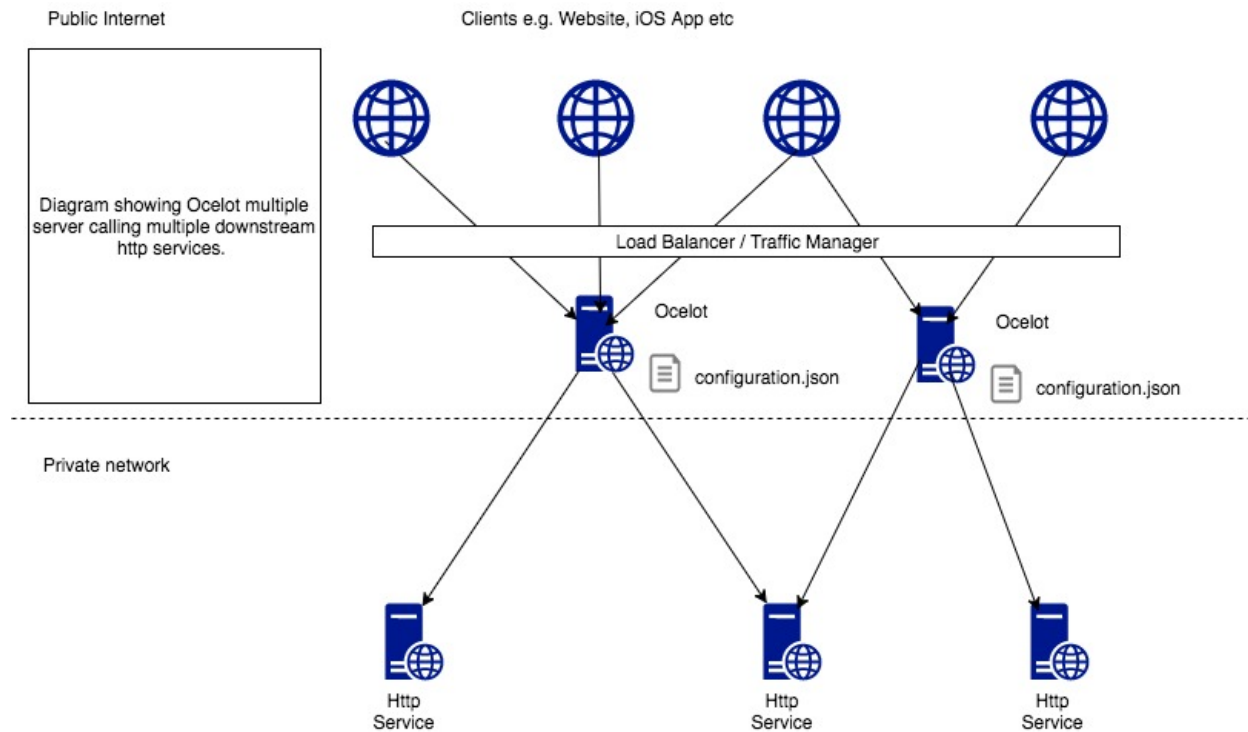 Public Internet
Clients e.g. Website, iOS App etc
Diagram showing Ocelot multiple
server calling multiple downstream
http services.
Load Balancer / Traffic Manager
Ocelot
configuration.json
Ocelot
configuration.json
Private network
Http
Service
Http
Service
Http
Service